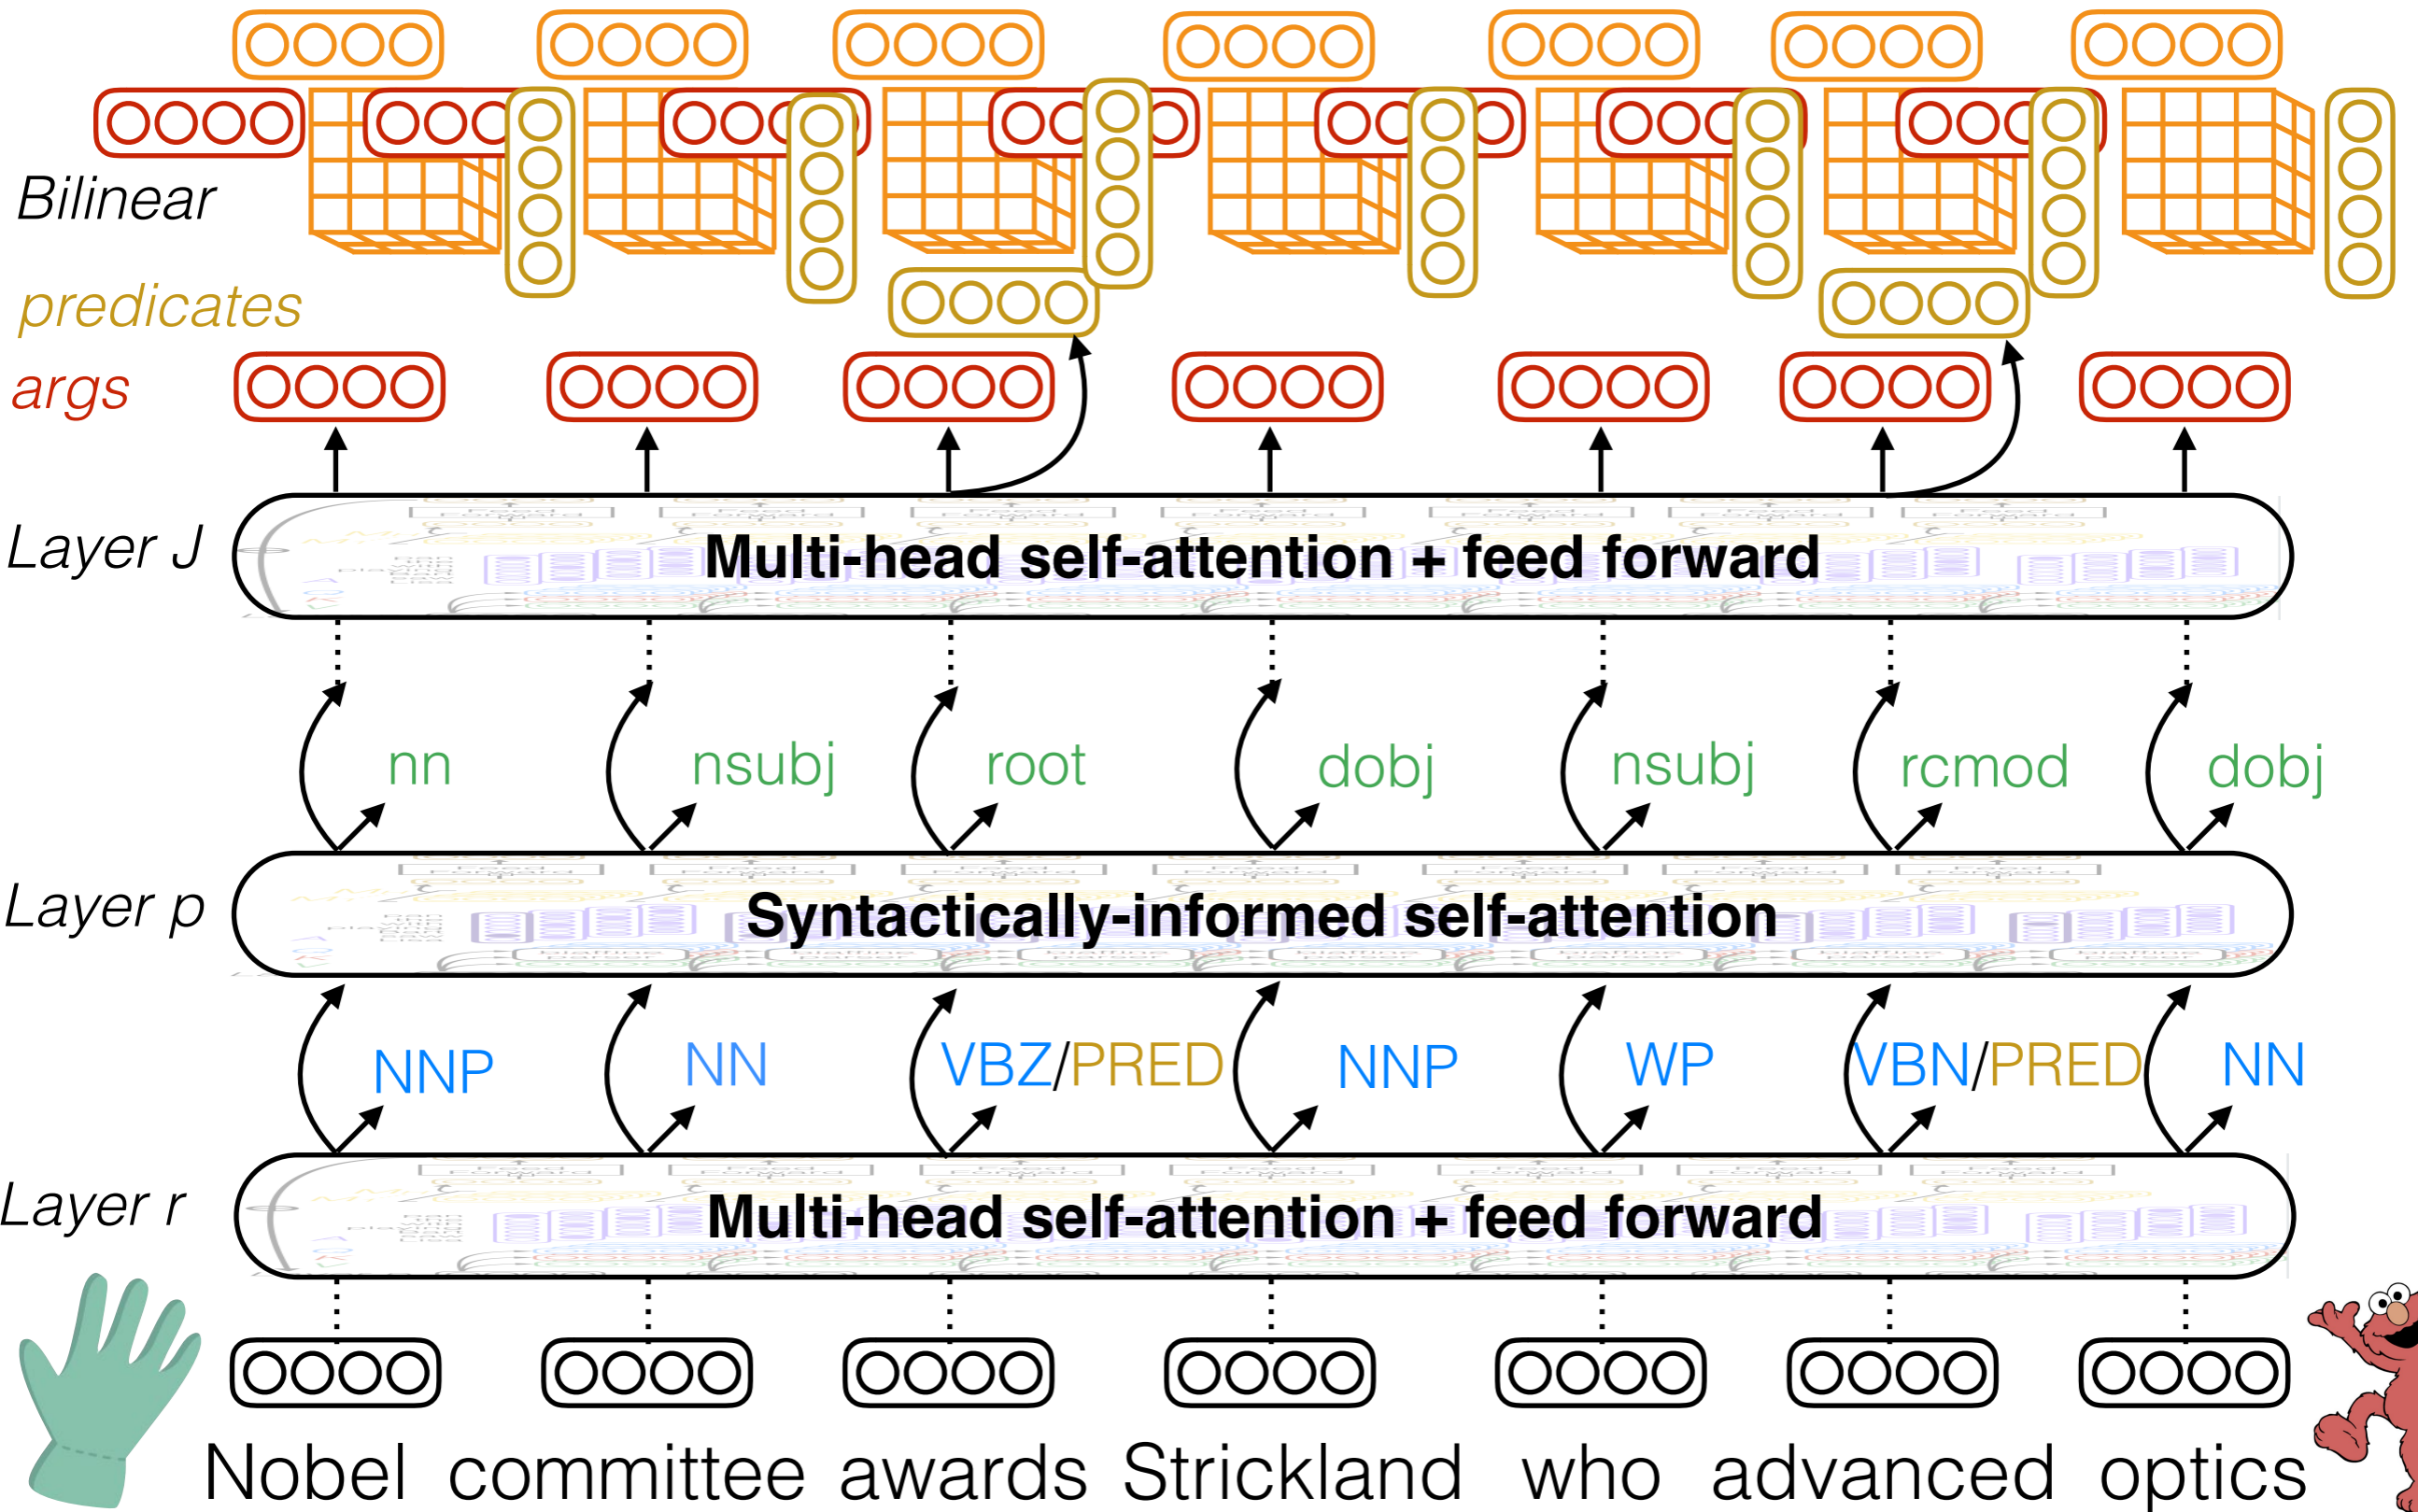 Bilinear
predicates
args
Layer J
Multi-head self-attention + feed forward
nn nsubj root dobj nsubj rcmod dobj
Layer p
Syntactically-informed self-attention
NNP NN VBZ/PRED NNP WP VBN/PRED NN
Layer r
Multi-head self-attention + feed forward
Nobel committee awards Strickland who advanced optics